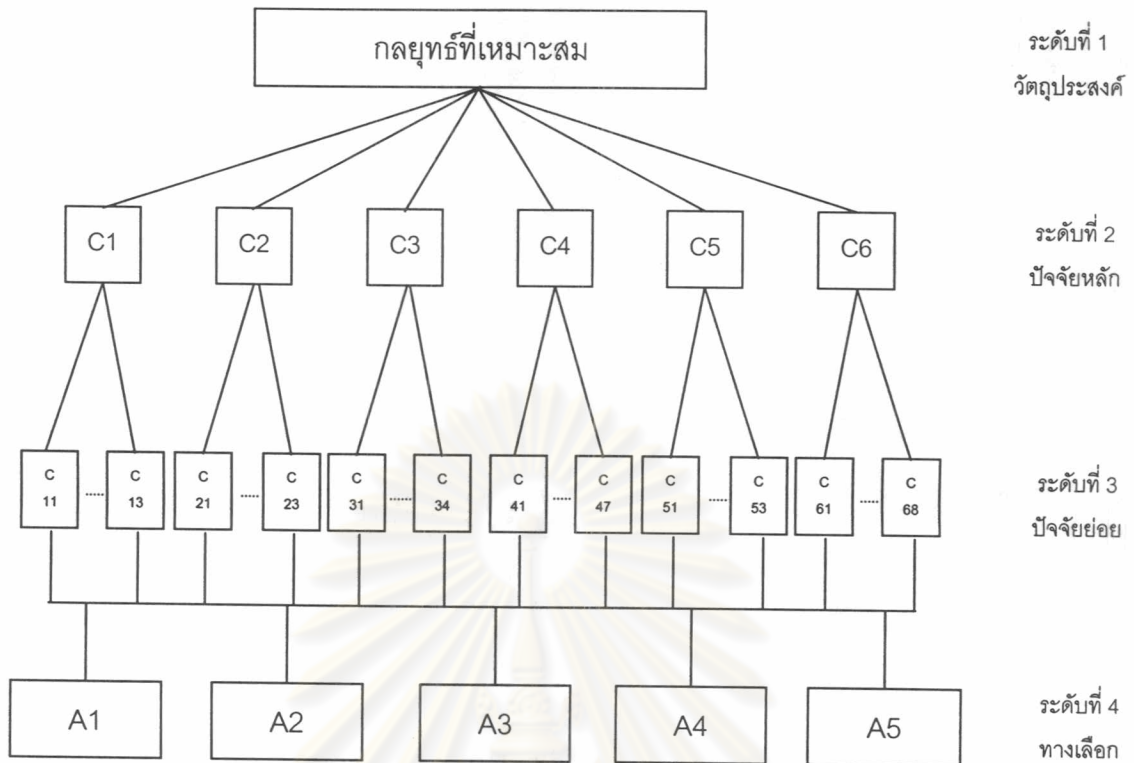 กลยุทธ์ที่เหมาะสม
ระดับที่ 1
วัตถุประสงค์
C1 C2 C3 C4 C5 C6
ระดับที่ 2
ปัจจัยหลัก
C C C C C C C C C C C C
11 ..... 13 21 ..... 23 31 ...... 34 41 ..... 47 51 ..... 53 61 ..... 68
ระดับที่ 3
ปัจจัยย่อย
A1 A2 A3 A4 A5
ระดับที่ 4
ทางเลือก